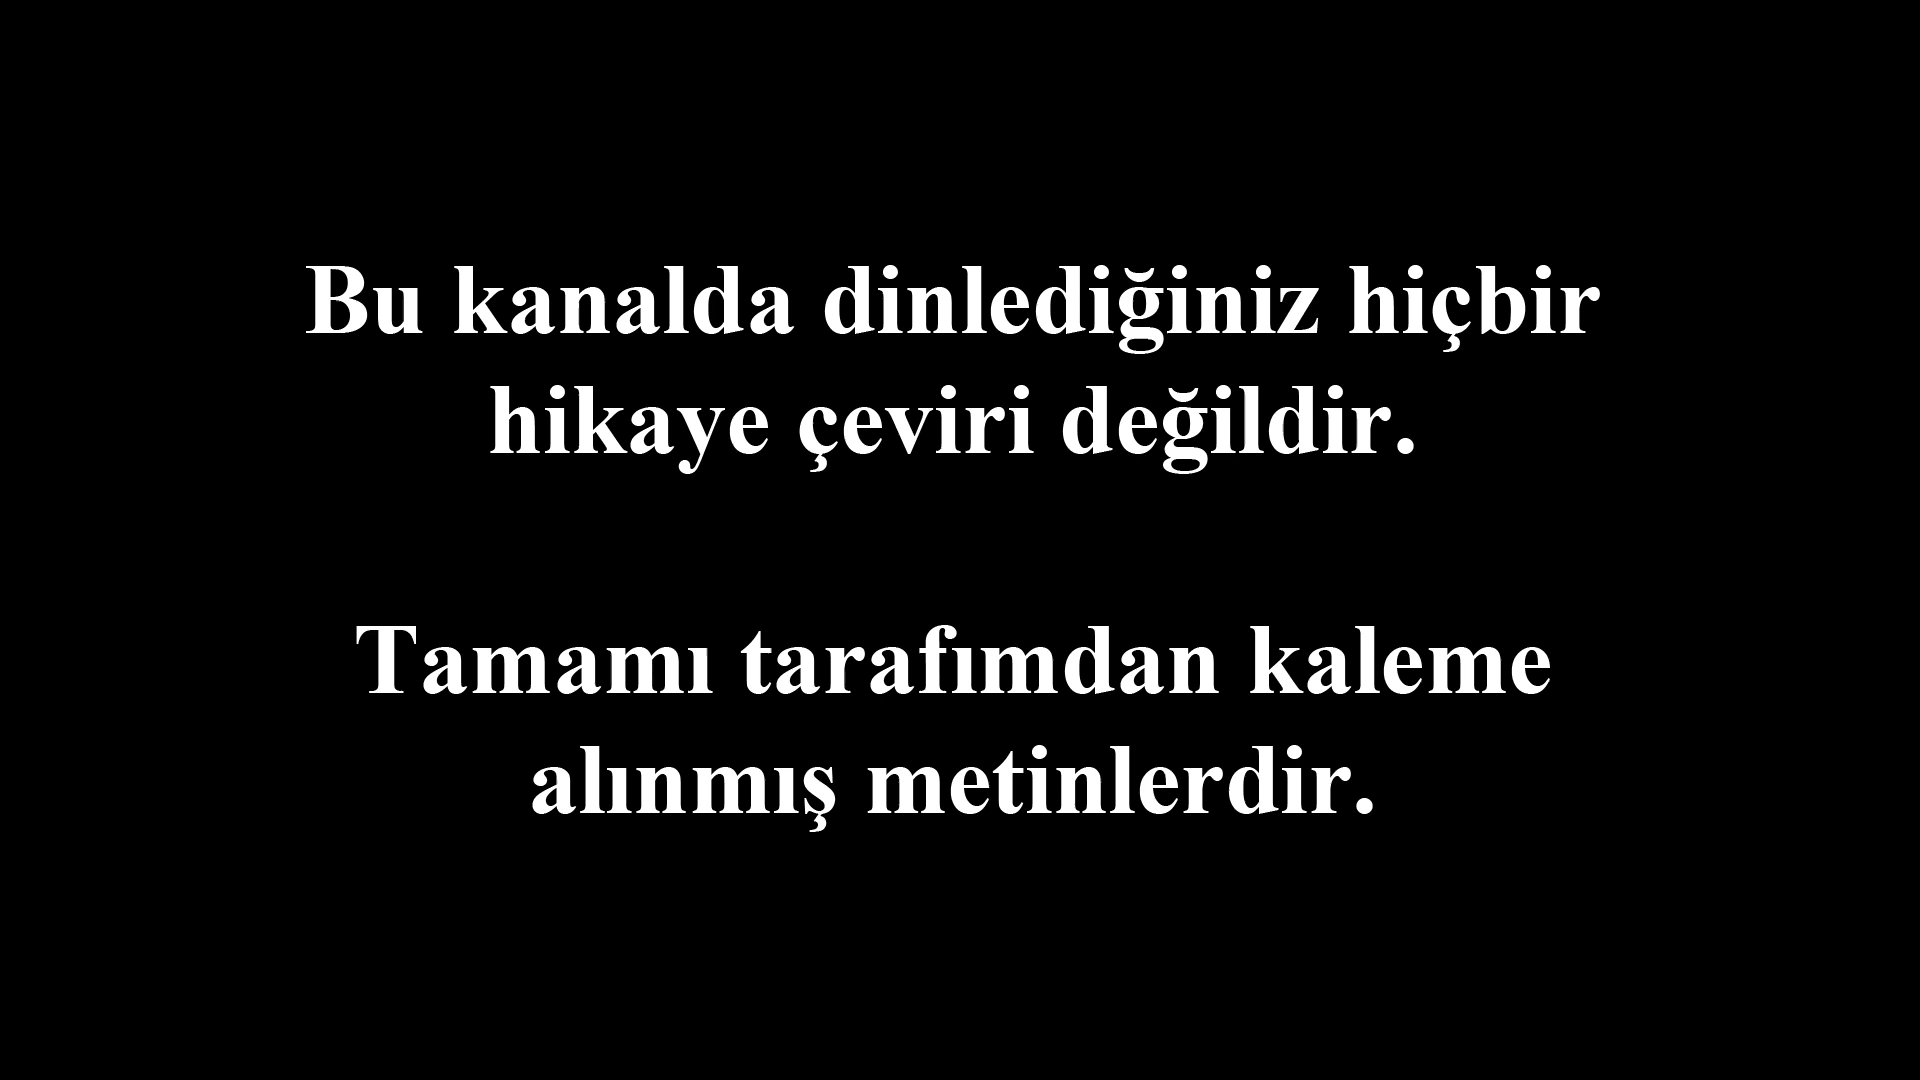 Bu kanalda dinlediğiniz hiçbir
hikaye çeviri değildir.
Tamamı tarafımdan kaleme
alınmış metinlerdir.